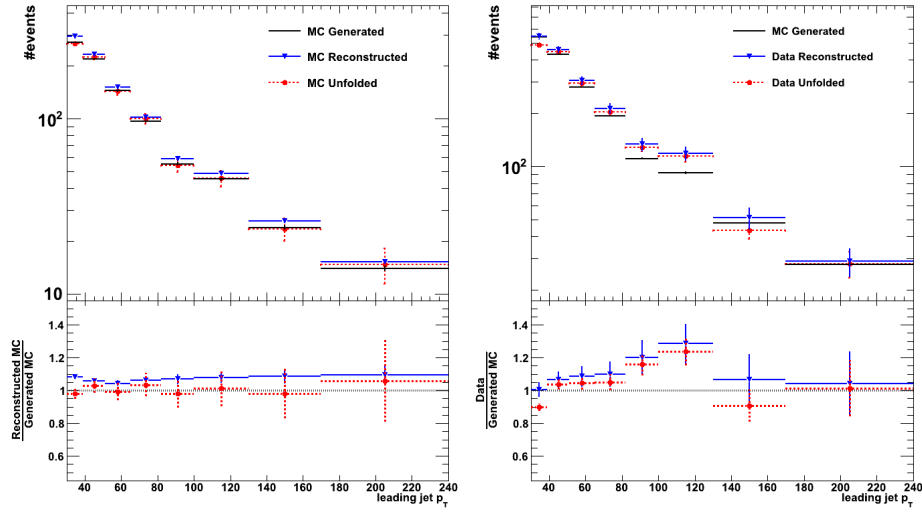 #events
MC Generated
MC Reconstructed
MC Unfolded
10²
10
Reconstructed MC
Generated MC
1.4
1.2
1
0.8
0.6
40 60 80 100 120 140 160 180 200 220 240
leading jet p_T
#events
MC Generated
Data Reconstructed
Data Unfolded
10²
Data
Generated MC
1.4
1.2
1
0.8
0.6
40 60 80 100 120 140 160 180 200 220 240
leading jet p_T